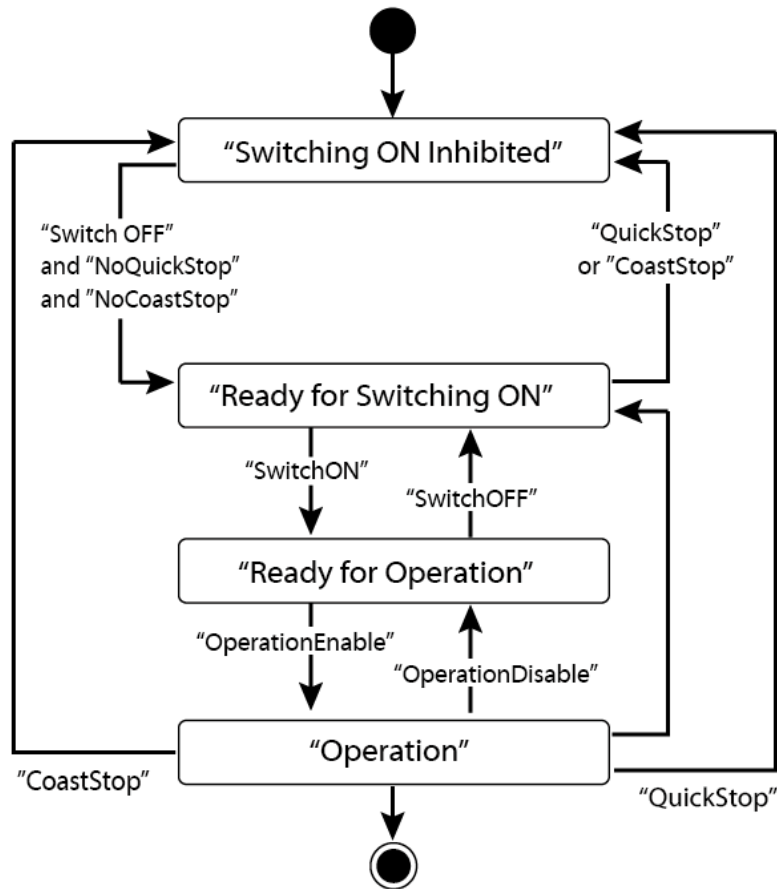 “Switching ON Inhibited”
“Switch OFF”
and “NoQuickStop”
and ”NoCoastStop”
“QuickStop”
or ”CoastStop”
“Ready for Switching ON”
“SwitchON”
“SwitchOFF”
“Ready for Operation”
“OperationEnable”
“OperationDisable”
“Operation”
”CoastStop”
“QuickStop”